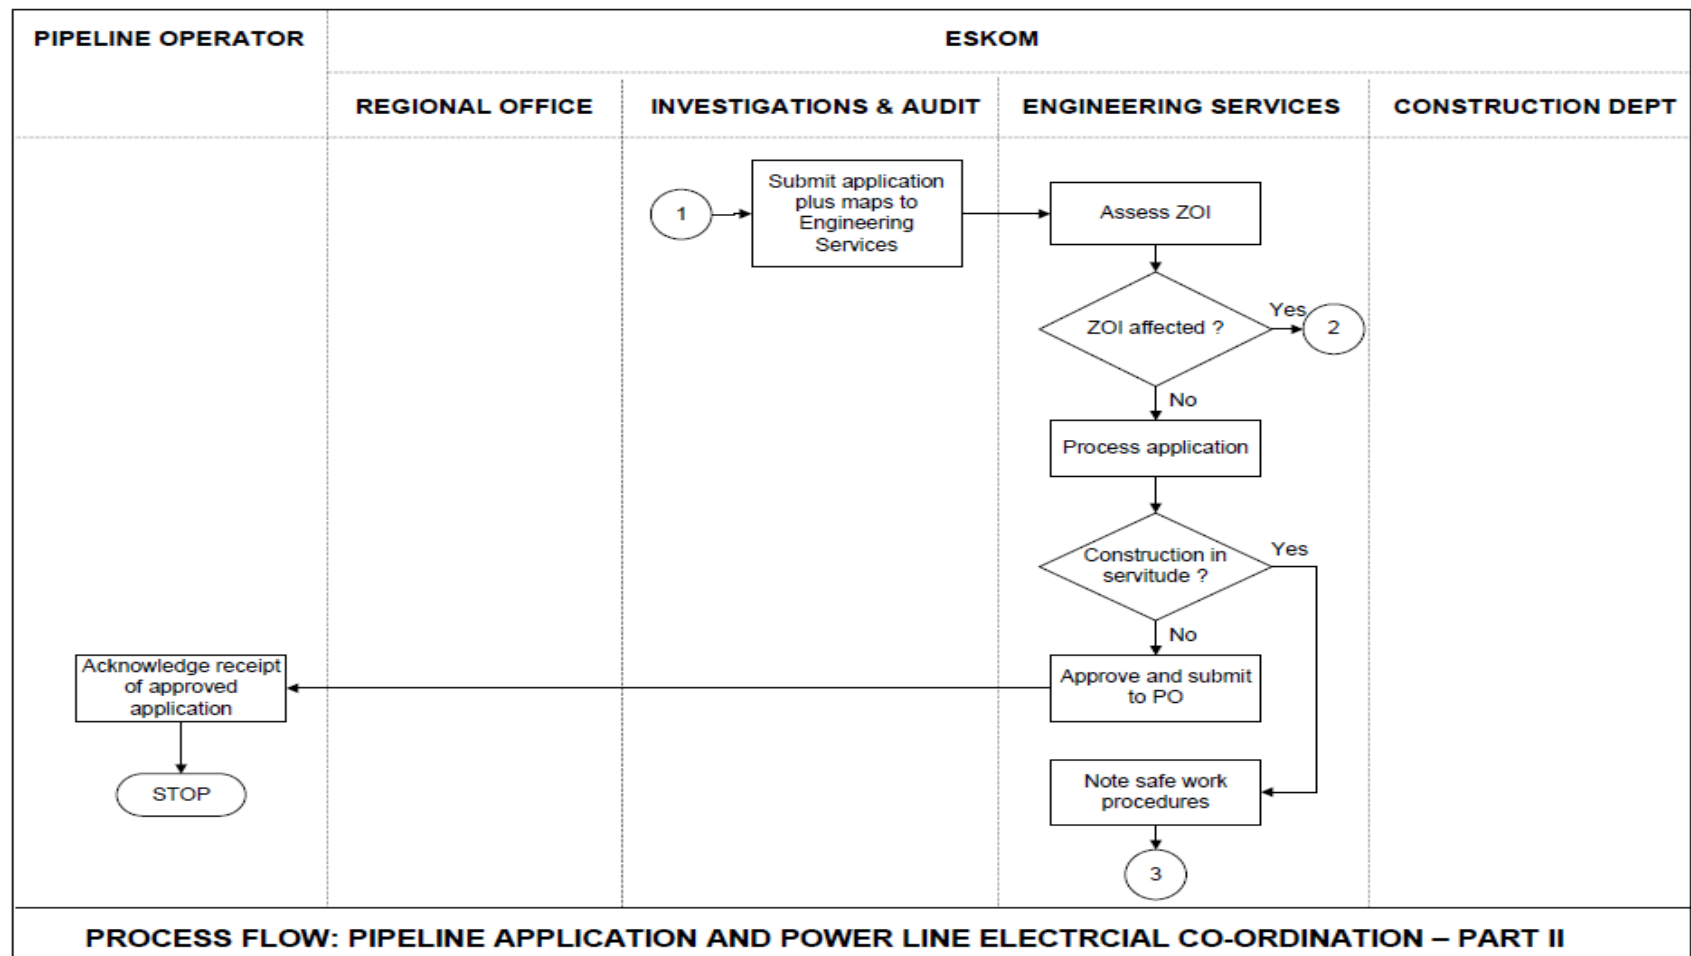 PIPELINE OPERATOR
ESKOM
REGIONAL OFFICE
INVESTIGATIONS & AUDIT
ENGINEERING SERVICES
CONSTRUCTION DEPT
1
Submit application
plus maps to
Engineering
Services
Assess ZOI
ZOI affected ?
Yes
2
No
Process application
Construction in
servitude ?
Yes
No
Approve and submit
to PO
Acknowledge receipt
of approved
application
STOP
Note safe work
procedures
3
PROCESS FLOW: PIPELINE APPLICATION AND POWER LINE ELECTRCIAL CO-ORDINATION – PART II